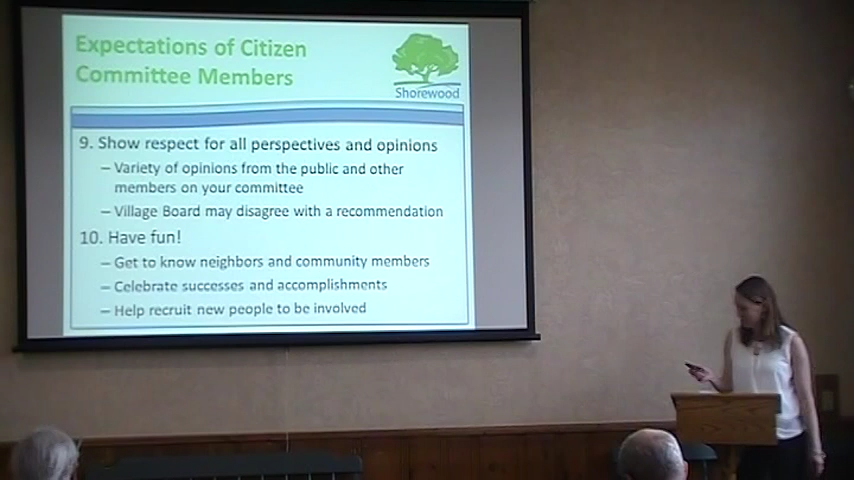 Expectations of Citizen
Committee Members
Shorewood
9. Show respect for all perspectives and opinions
– Variety of opinions from the public and other
members on your committee
– Village Board may disagree with a recommendation
10. Have fun!
– Get to know neighbors and community members
– Celebrate successes and accomplishments
– Help recruit new people to be involved